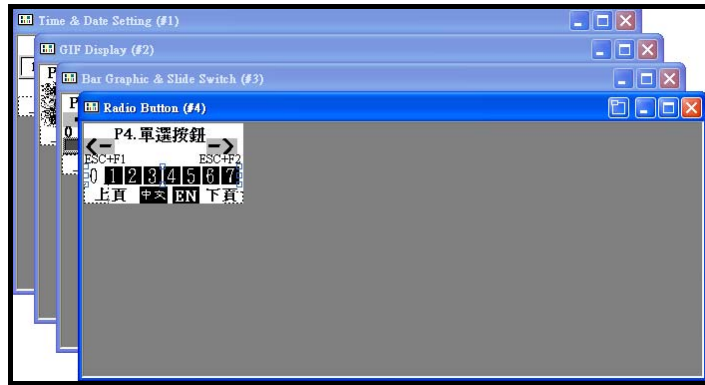 Time & Date Setting (#1)
GIF Display (#2)
Bar Graphic & Slide Switch (#3)
Radio Button (#4)
P
P
0
P4.單選按鈕
ESC+F1 ESC+F2
0 1 2 3 4 5 6 7
上頁 中文 EN 下頁